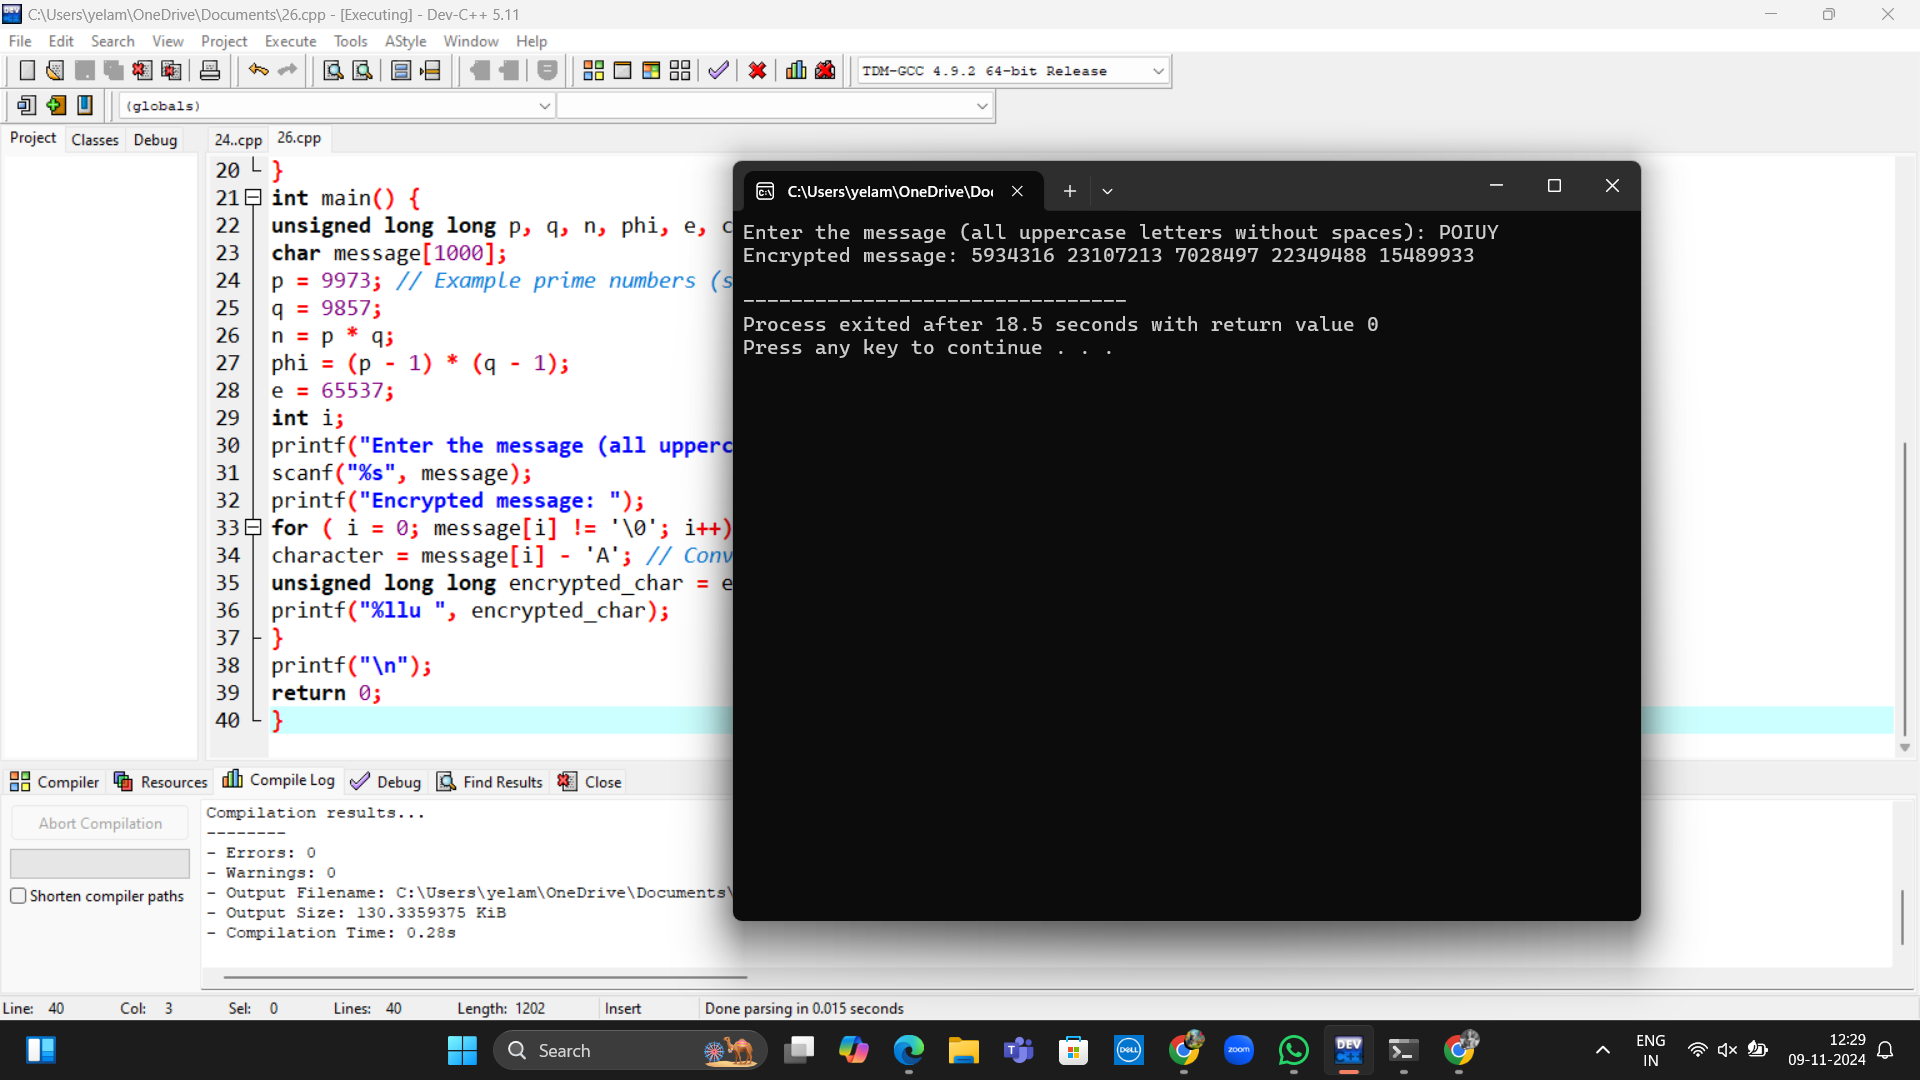 C:\Users\yelam\OneDrive\Documents\26.cpp - [Executing] - Dev-C++ 5.11
File Edit Search View Project Execute Tools AStyle Window Help
TDM-GCC 4.9.2 64-bit Release
(globals)
Project Classes Debug
24..cpp 26.cpp
20 }
21 int main() {
22 unsigned long long p, q, n, phi, e, c
23 char message[1000];
24 p = 9973; // Example prime numbers (s
25 q = 9857;
26 n = p * q;
27 phi = (p - 1) * (q - 1);
28 e = 65537;
29 int i;
30 printf("Enter the message (all upperc
31 scanf("%s", message);
32 printf("Encrypted message: ");
33 for ( i = 0; message[i] != '\0'; i++)
34 character = message[i] - 'A'; // Conv
35 unsigned long long encrypted_char = e
36 printf("%llu ", encrypted_char);
37 }
38 printf("\n");
39 return 0;
40 }
C:\Users\yelam\OneDrive\Do
Enter the message (all uppercase letters without spaces): POIUY
Encrypted message: 5934316 23107213 7028497 22349488 15489933
--------------------------------
Process exited after 18.5 seconds with return value 0
Press any key to continue . . .
Compiler Resources Compile Log Debug Find Results Close
Abort Compilation
Shorten compiler paths
Compilation results...
--------
- Errors: 0
- Warnings: 0
- Output Filename: C:\Users\yelam\OneDrive\Documents\
- Output Size: 130.3359375 KiB
- Compilation Time: 0.28s
Line: 40 Col: 3 Sel: 0 Lines: 40 Length: 1202 Insert Done parsing in 0.015 seconds
Search
DELL
zoom
DEV
C++
ENG
IN
12:29
09-11-2024